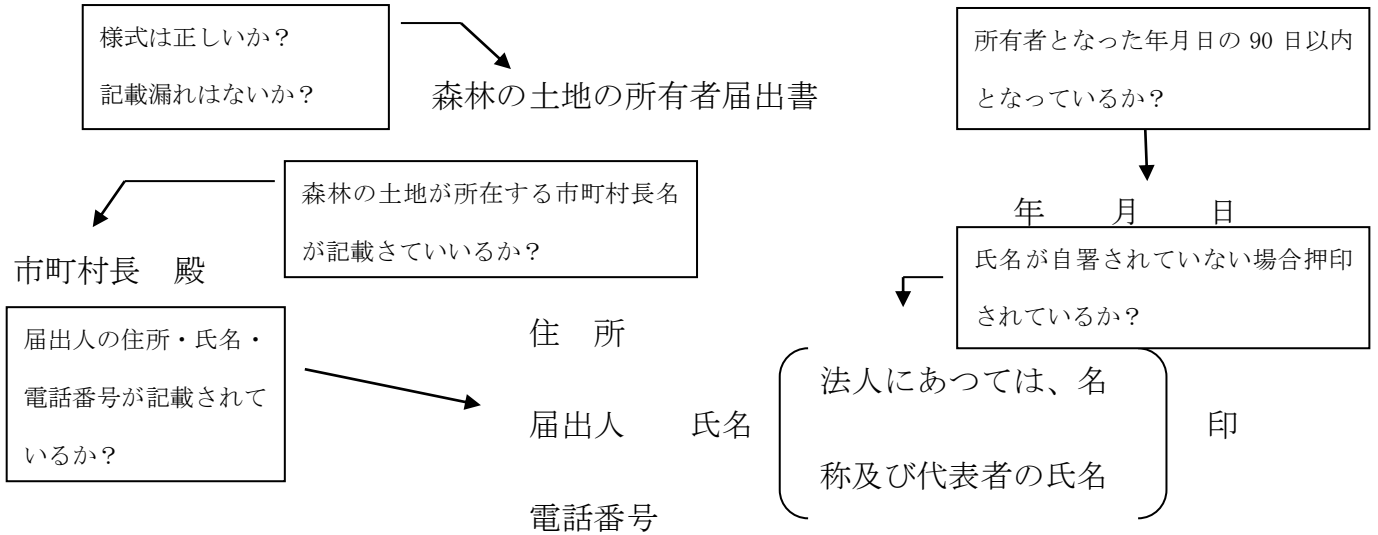 様式は正しいか？
記載漏れはないか？
森林の土地の所有者届出書
所有者となった年月日の 90 日以内
となっているか？
森林の土地が所在する市町村長名
が記載さていいるか？
年　　月　　日
市町村長　殿
氏名が自署されていない場合押印
されているか？
届出人の住所・氏名・
電話番号が記載されて
いるか？
住　所
法人にあつては、名
届出人　　氏名
印
称及び代表者の氏名
電話番号